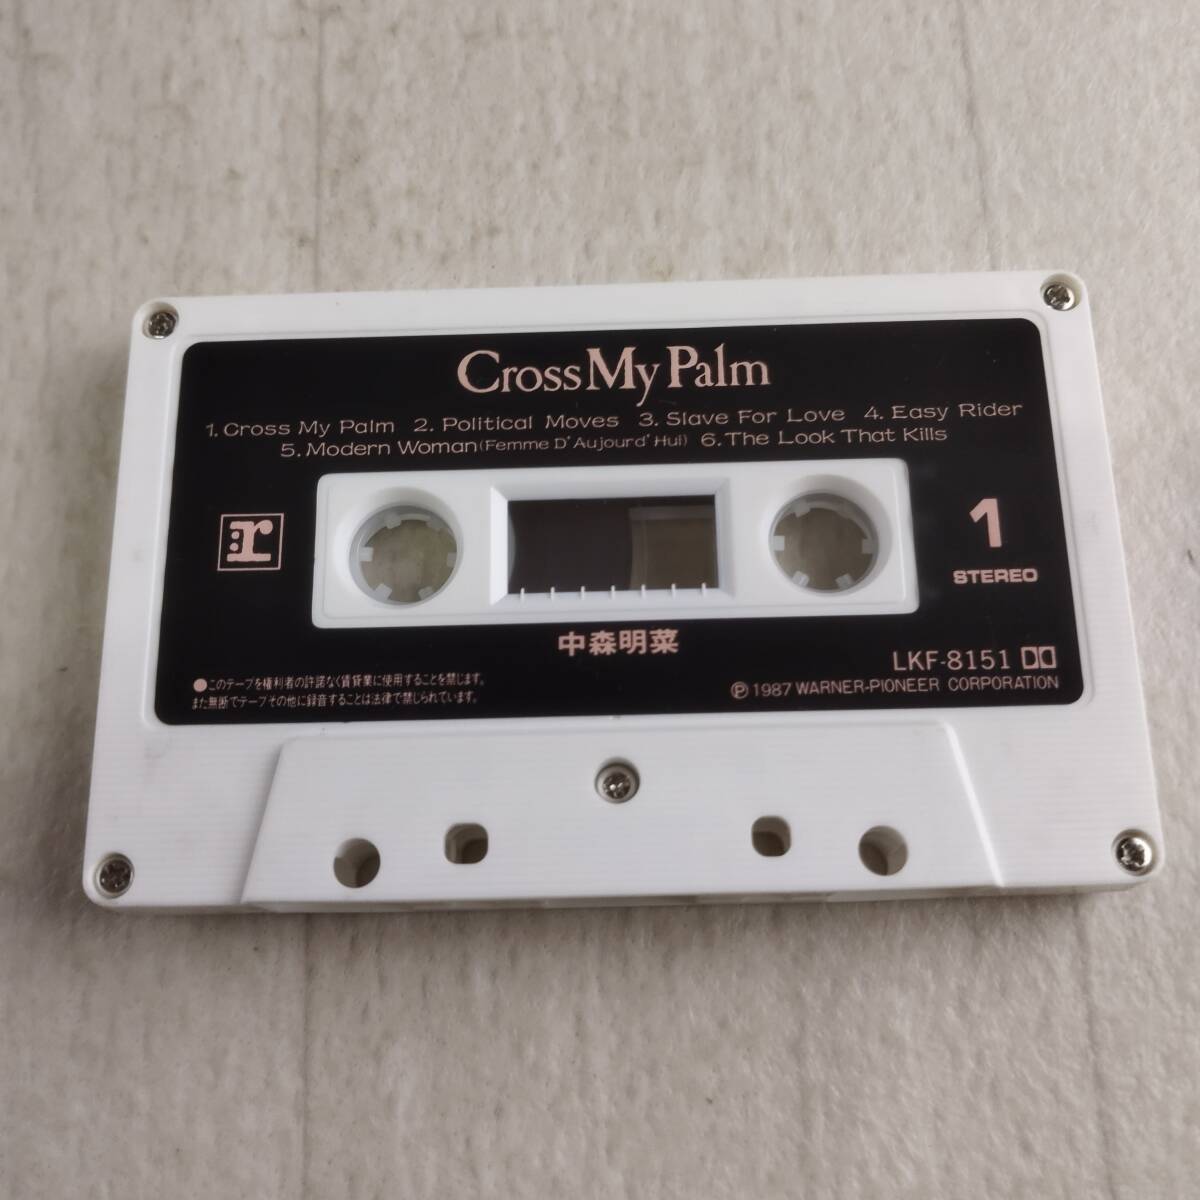 Cross My Palm
1. Cross My Palm 2. Political Moves 3. Slave For Love 4. Easy Rider
5. Modern Woman (Femme D'Aujourd'Hui) 6. The Look That Kills
r
1
STEREO
中森明菜
LKF-8151
●このテープを権利者の許諾なく賃貸業に使用することを禁じます。
また無断でテープその他に録音することは法律で禁じられています。
Ⓟ1987 WARNER-PIONEER CORPORATION